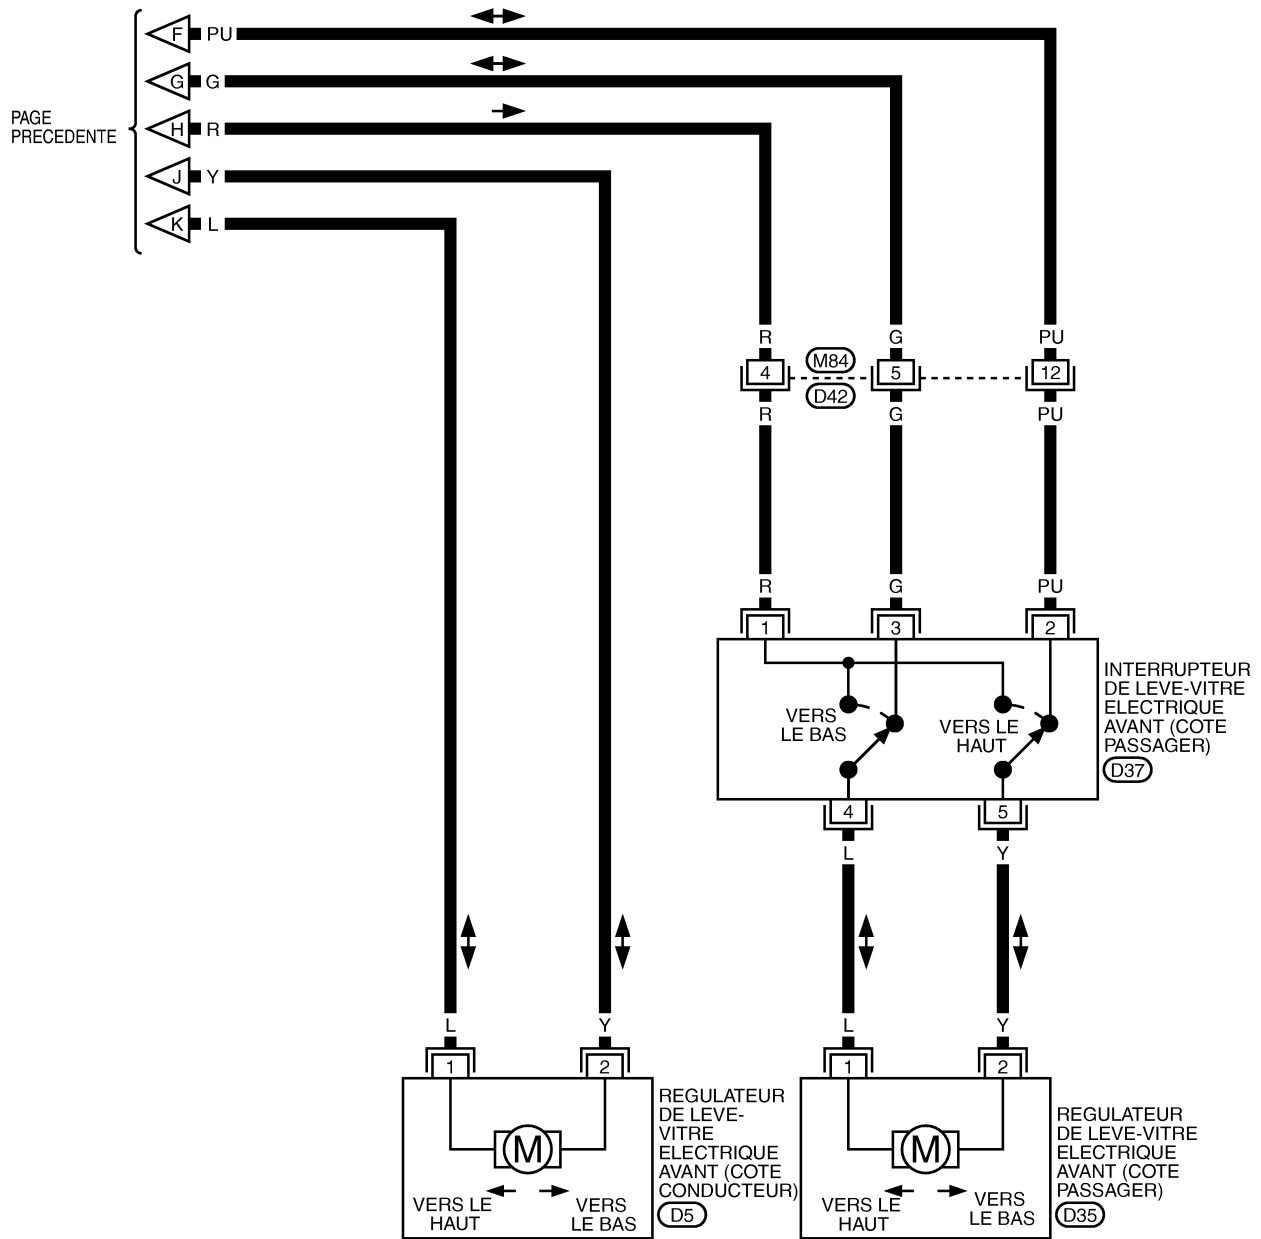 F PU
G G
PAGE
PRECEDENTE
H R
J Y
K L
R G PU
4 M84 5 12
D42
R G PU
R G PU
1 3 2
INTERRUPTEUR
DE LEVE-VITRE
ELECTRIQUE
AVANT (COTE
PASSAGER)
D37
VERS
LE BAS
VERS LE
HAUT
4 5
L Y
L Y L Y
1 2 1 2
REGULATEUR
DE LEVE-
VITRE
ELECTRIQUE
AVANT (COTE
CONDUCTEUR)
D5
M
VERS LE
HAUT
VERS
LE BAS
REGULATEUR
DE LEVE-VITRE
ELECTRIQUE
AVANT (COTE
PASSAGER)
D35
M
VERS LE
HAUT
VERS
LE BAS